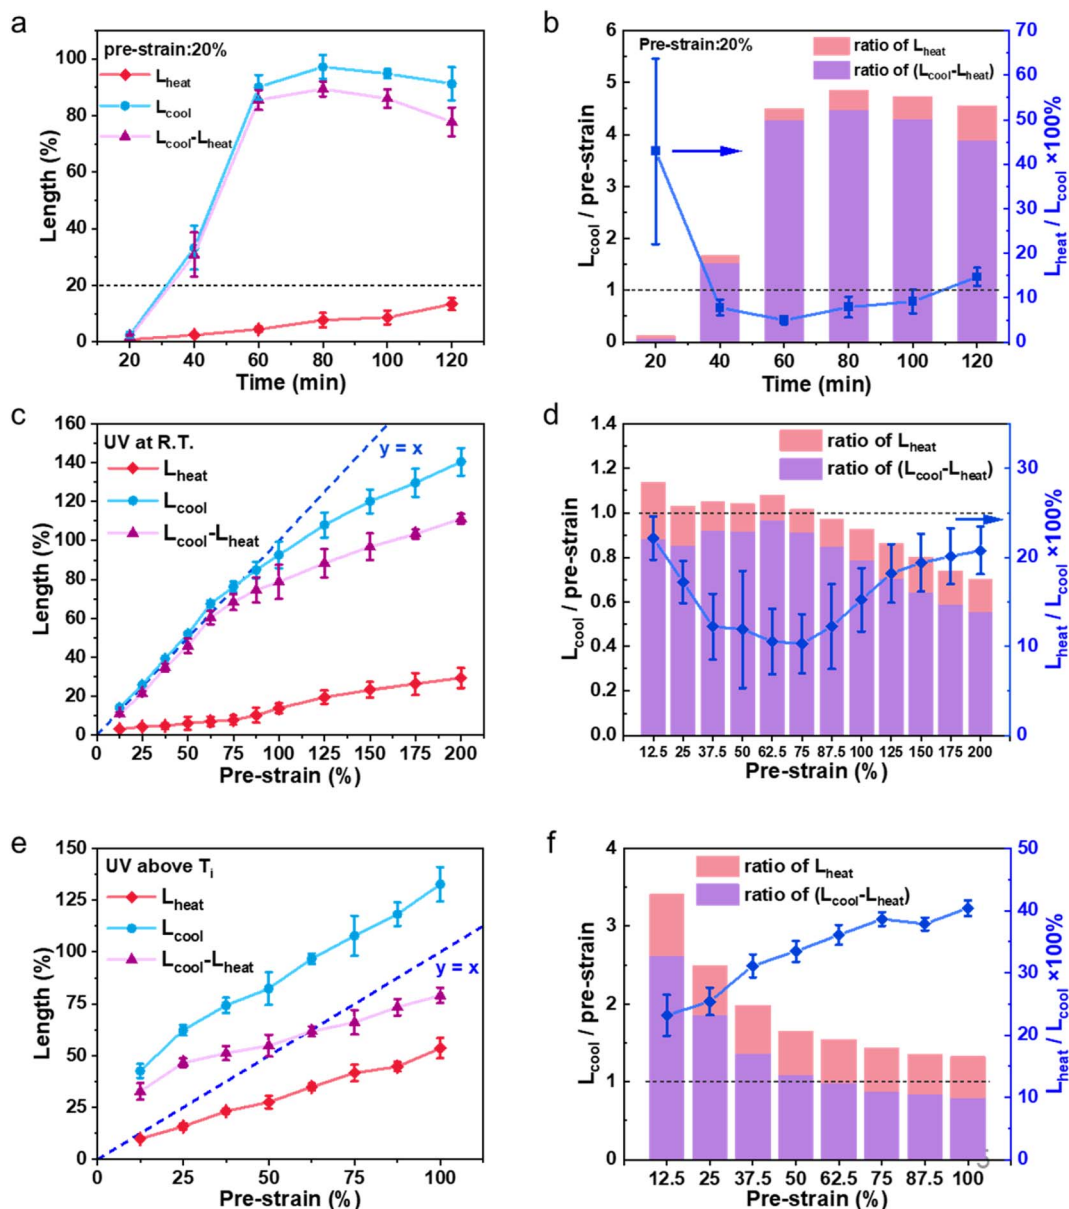 a
pre-strain:20%
L_heat
L_cool
L_cool-L_heat
Length (%)
100
80
60
40
20
0
20 40 60 80 100 120
Time (min)
b
Pre-strain:20%
ratio of L_heat
ratio of (L_cool-L_heat)
L_cool / pre-strain
6
5
4
3
2
1
0
70
60
50
40
30
20
10
0
L_heat / L_cool ×100%
20 40 60 80 100 120
Time (min)
c
UV at R.T.
L_heat
L_cool
L_cool-L_heat
y = x
Length (%)
160
140
120
100
80
60
40
20
0
0 25 50 75 100 125 150 175 200
Pre-strain (%)
d
ratio of L_heat
ratio of (L_cool-L_heat)
L_cool / pre-strain
1.4
1.2
1.0
0.8
0.6
0.4
0.2
0.0
30
20
10
0
L_heat / L_cool ×100%
12.5 25 37.5 50 62.5 75 87.5 100 125 150 175 200
Pre-strain (%)
e
UV above T_i
L_heat
L_cool
L_cool-L_heat
y = x
Length (%)
150
125
100
75
50
25
0
0 25 50 75 100
Pre-strain (%)
f
ratio of L_heat
ratio of (L_cool-L_heat)
L_cool / pre-strain
4
3
2
1
0
50
40
30
20
10
0
L_heat / L_cool ×100%
12.5 25 37.5 50 62.5 75 87.5 100
Pre-strain (%)